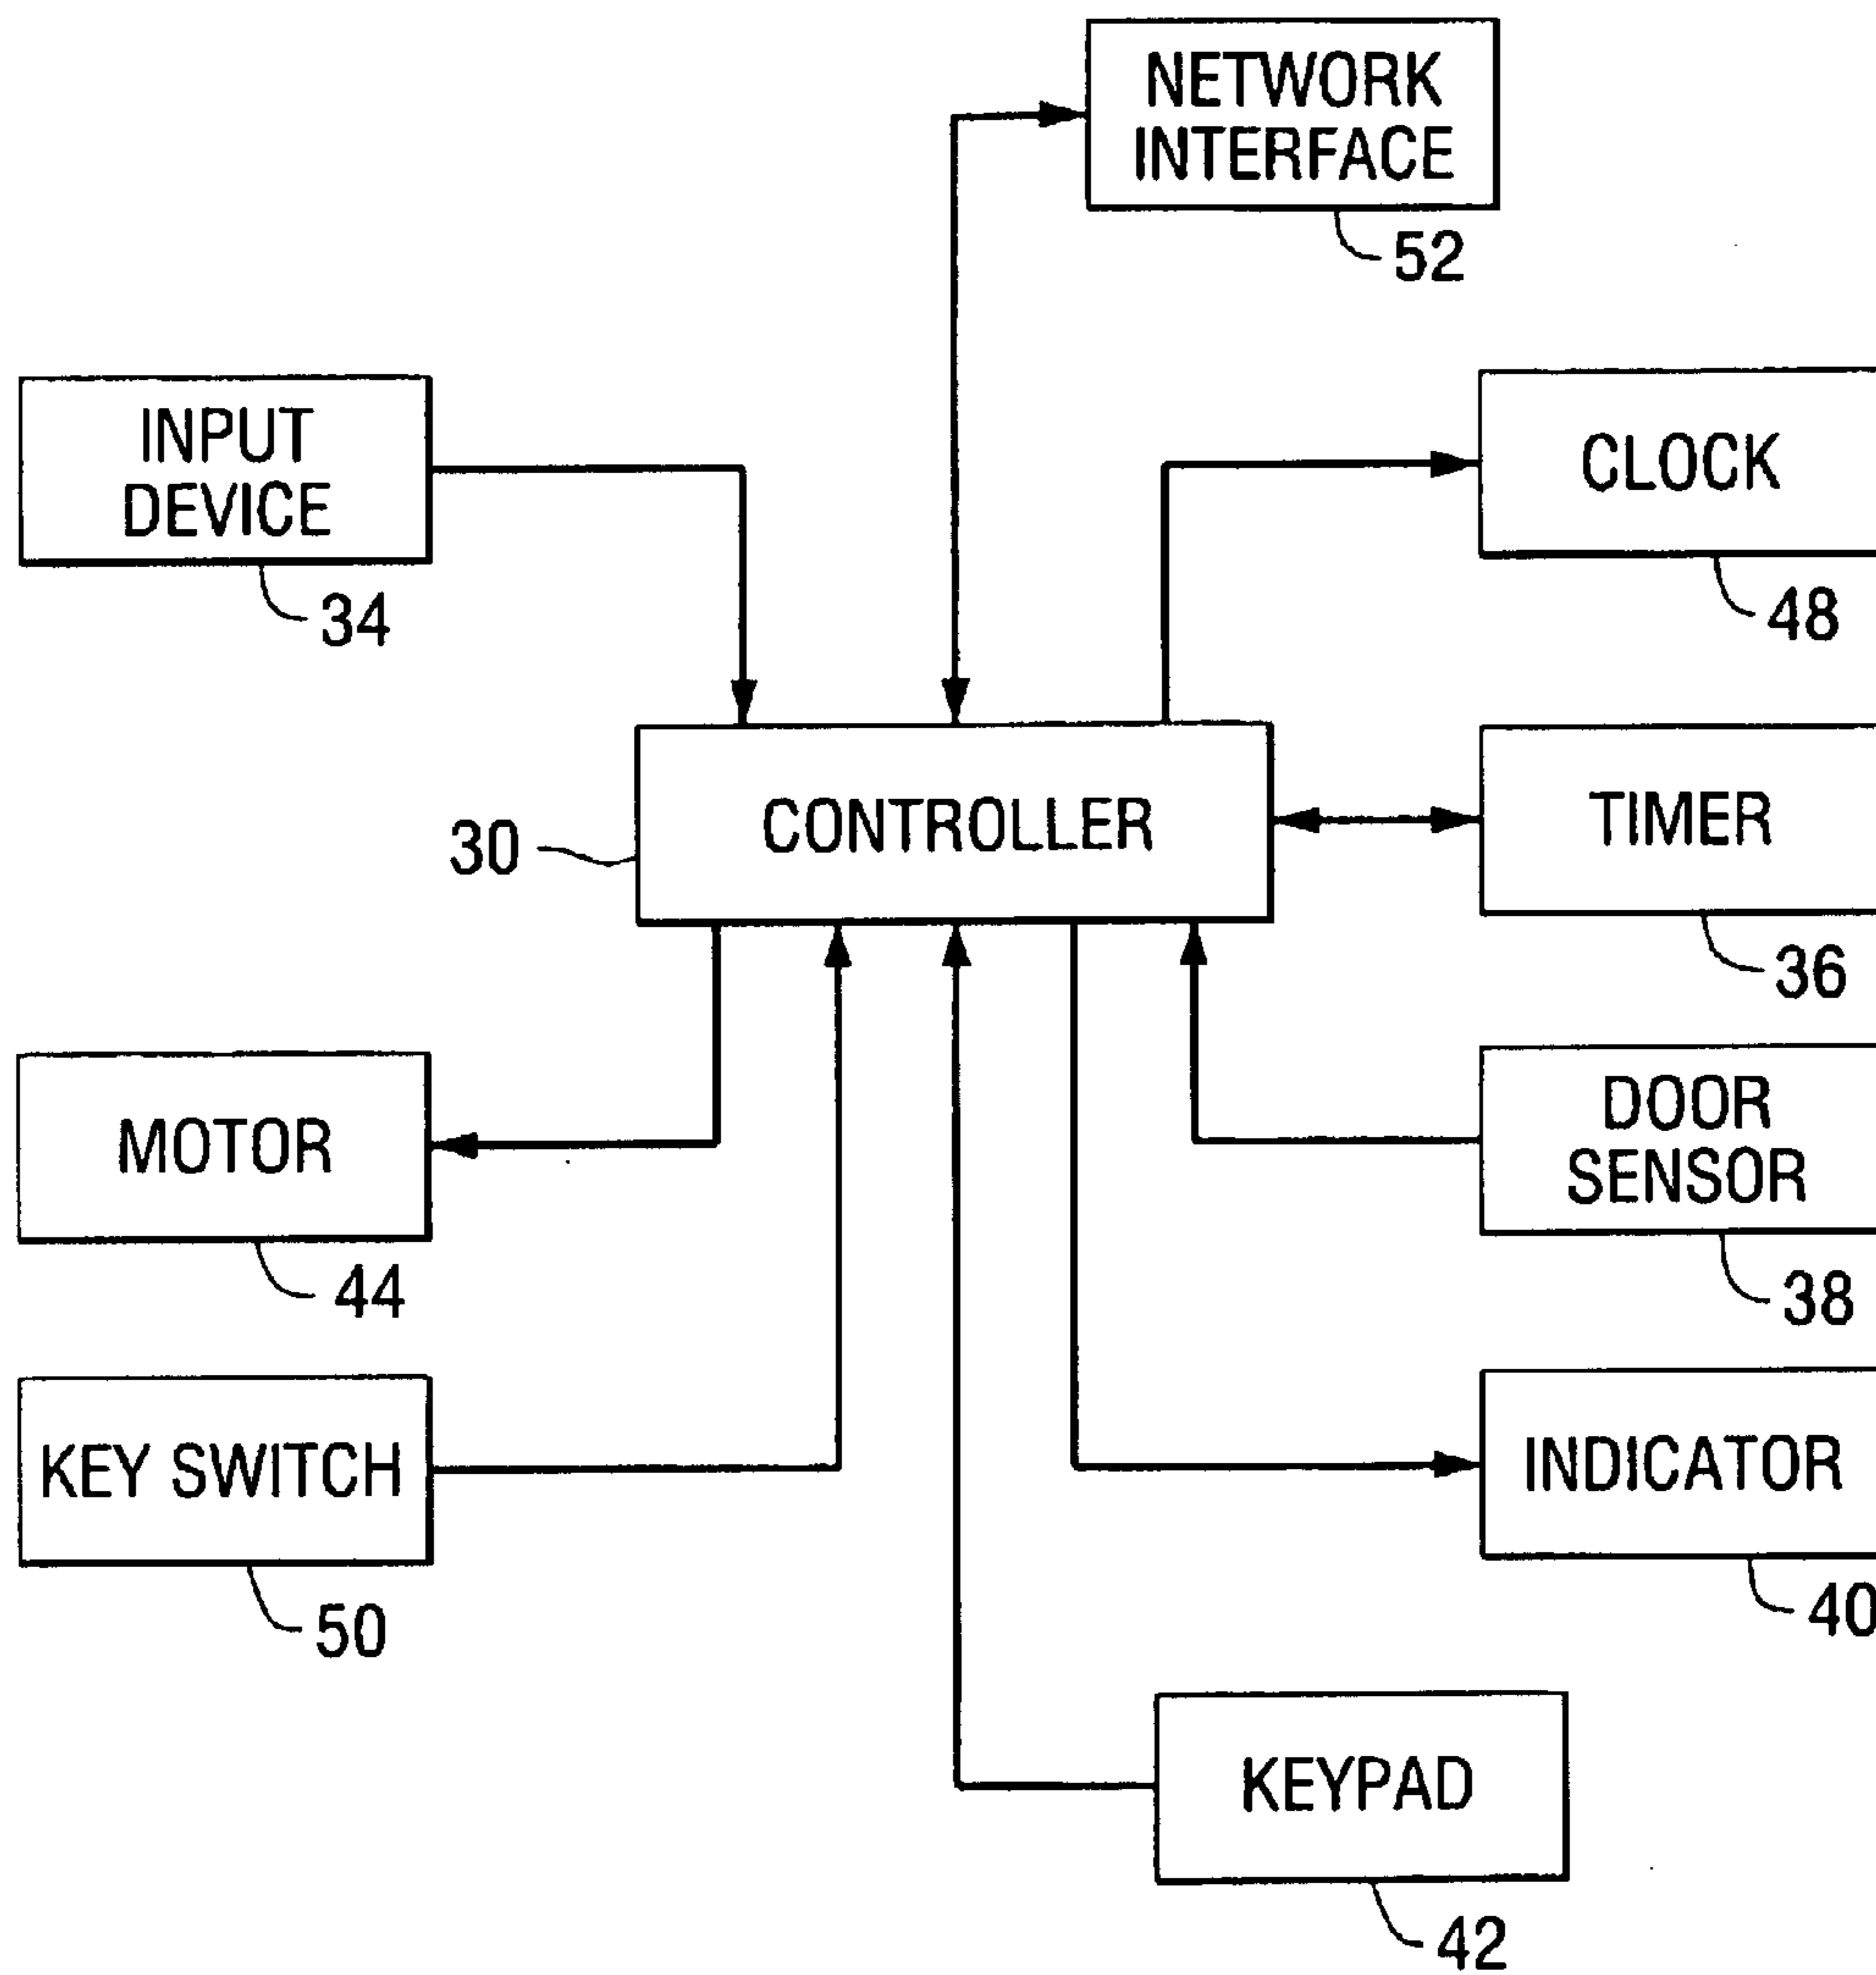 NETWORK
INTERFACE
52
INPUT
DEVICE
34
CLOCK
48
CONTROLLER
30
TIMER
36
MOTOR
44
DOOR
SENSOR
38
KEY SWITCH
50
INDICATOR
40
KEYPAD
42